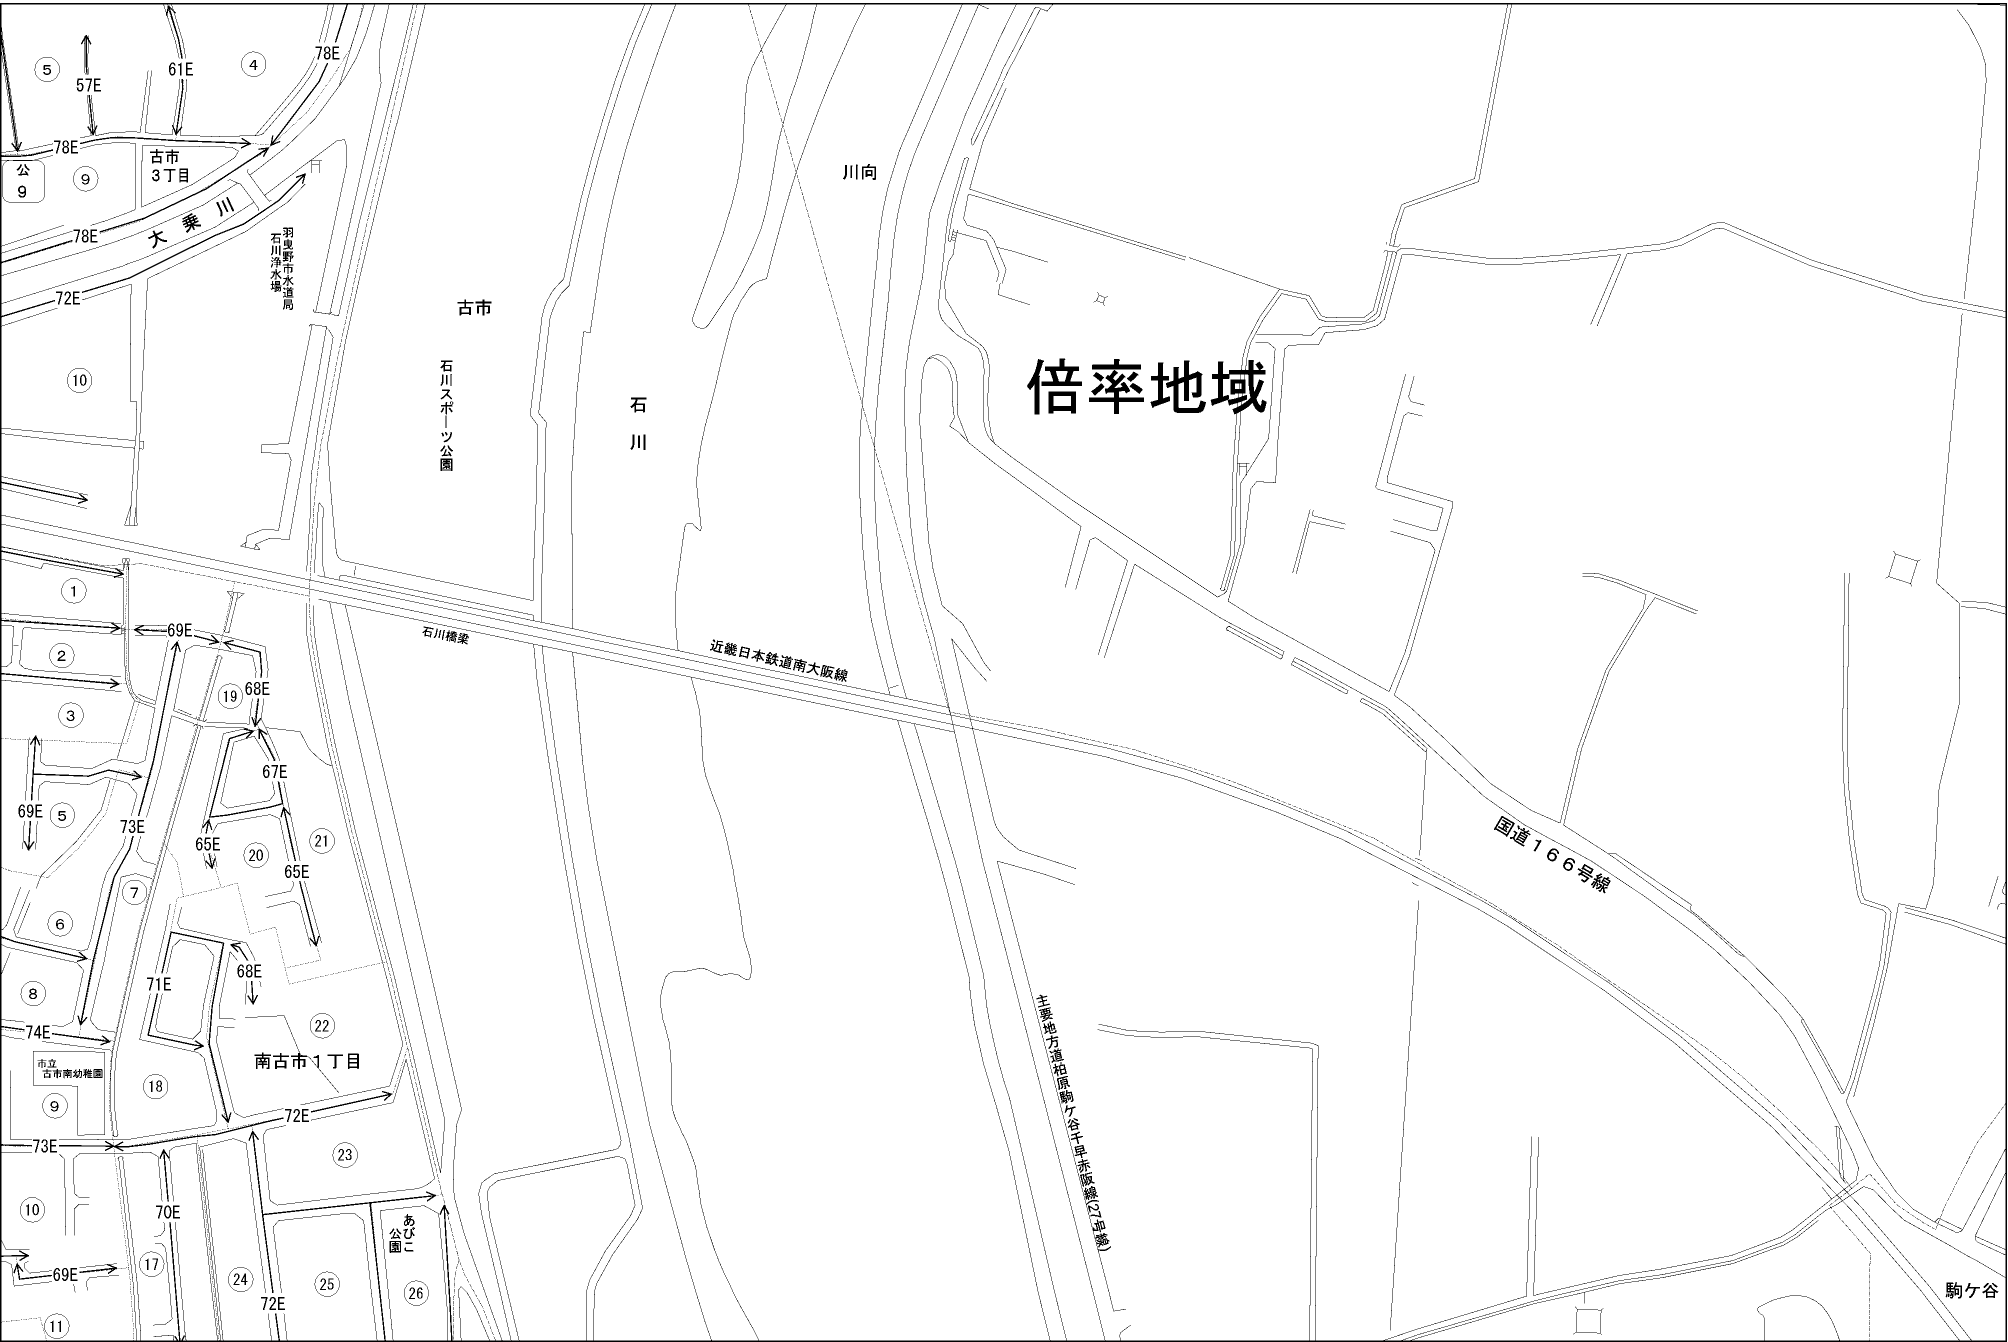 5
57E
61E
4
78E
78E
公
9
9
古市
3丁目
78E
大乗川
72E
羽曳野市水道局
石川浄水場
川向
古市
10
石川スポーツ公園
石川
倍率地域
1
69E
石川橋梁
近畿日本鉄道南大阪線
2
68E
19
3
67E
69E
5
73E
65E
20
21
65E
国道166号線
7
6
68E
71E
8
74E
22
主要地方道柏原駒ケ谷千早赤阪線(27号線)
市立
古市南幼稚園
南古市1丁目
18
9
72E
73E
23
10
70E
あびこ
公園
69E
17
24
72E
25
26
駒ケ谷
11